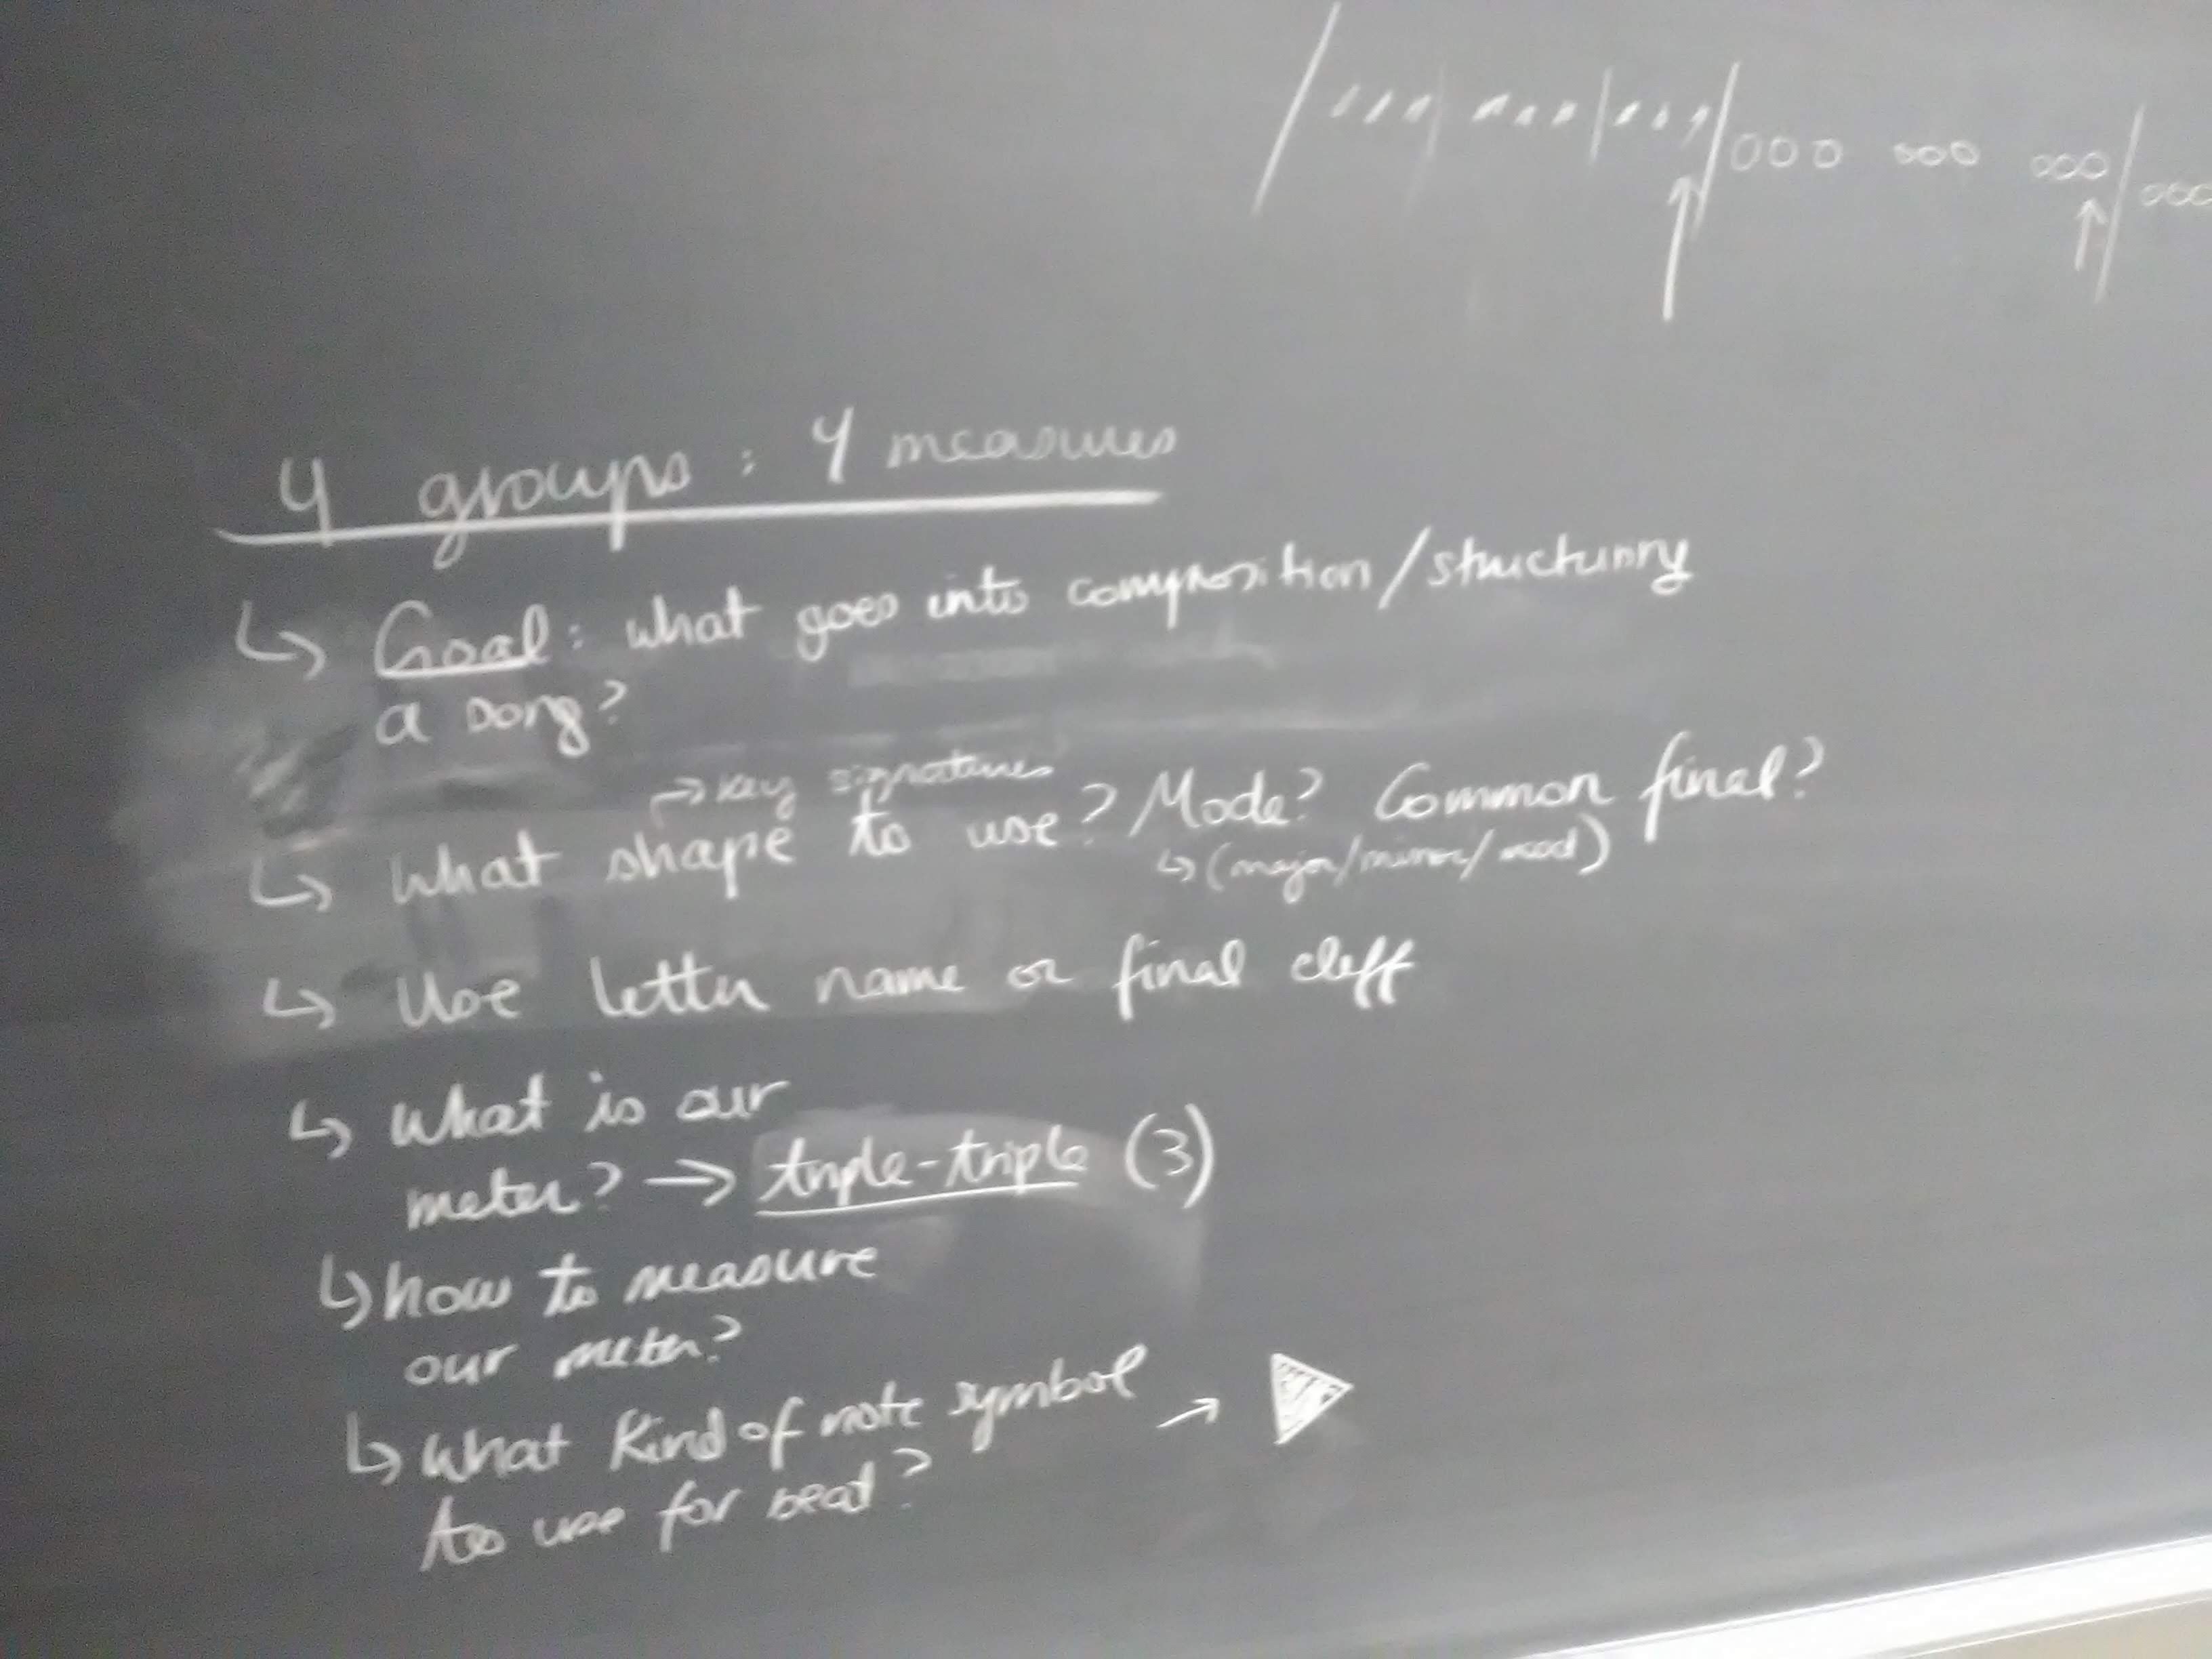 4 groups: 4 measures
↳ Goal: what goes into composition/structuring
a song?
→ key signatures
↳ What shape to use? Mode? Common final?
↳ (major/minor/mod)
↳ Use letter name or final cleff
↳ What is our
meter? → triple-triple (3)
↳ how to measure
our meter?
↳ What kind of note symbol →
to use for beat?